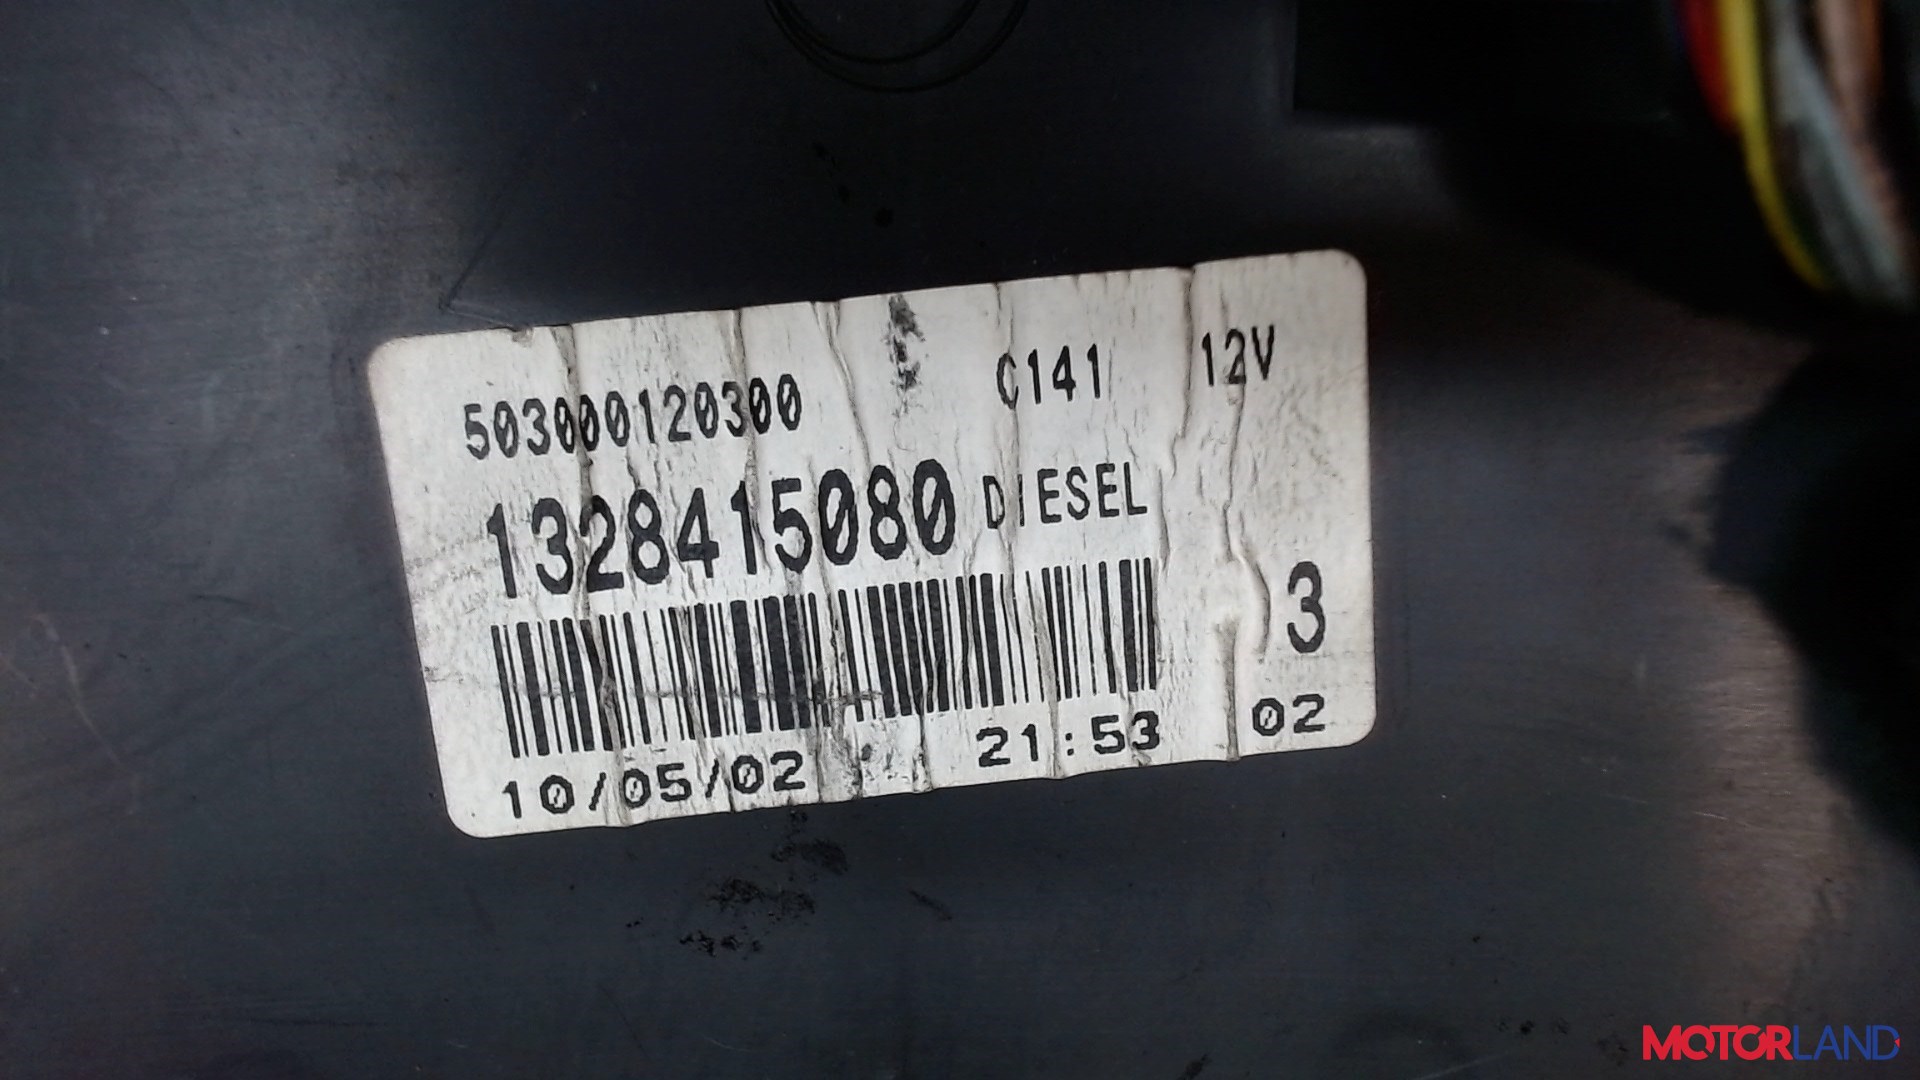 503000120300 C141 12V
1328415080 DIESEL
3
10/05/02 21:53 02
MOTORLAND